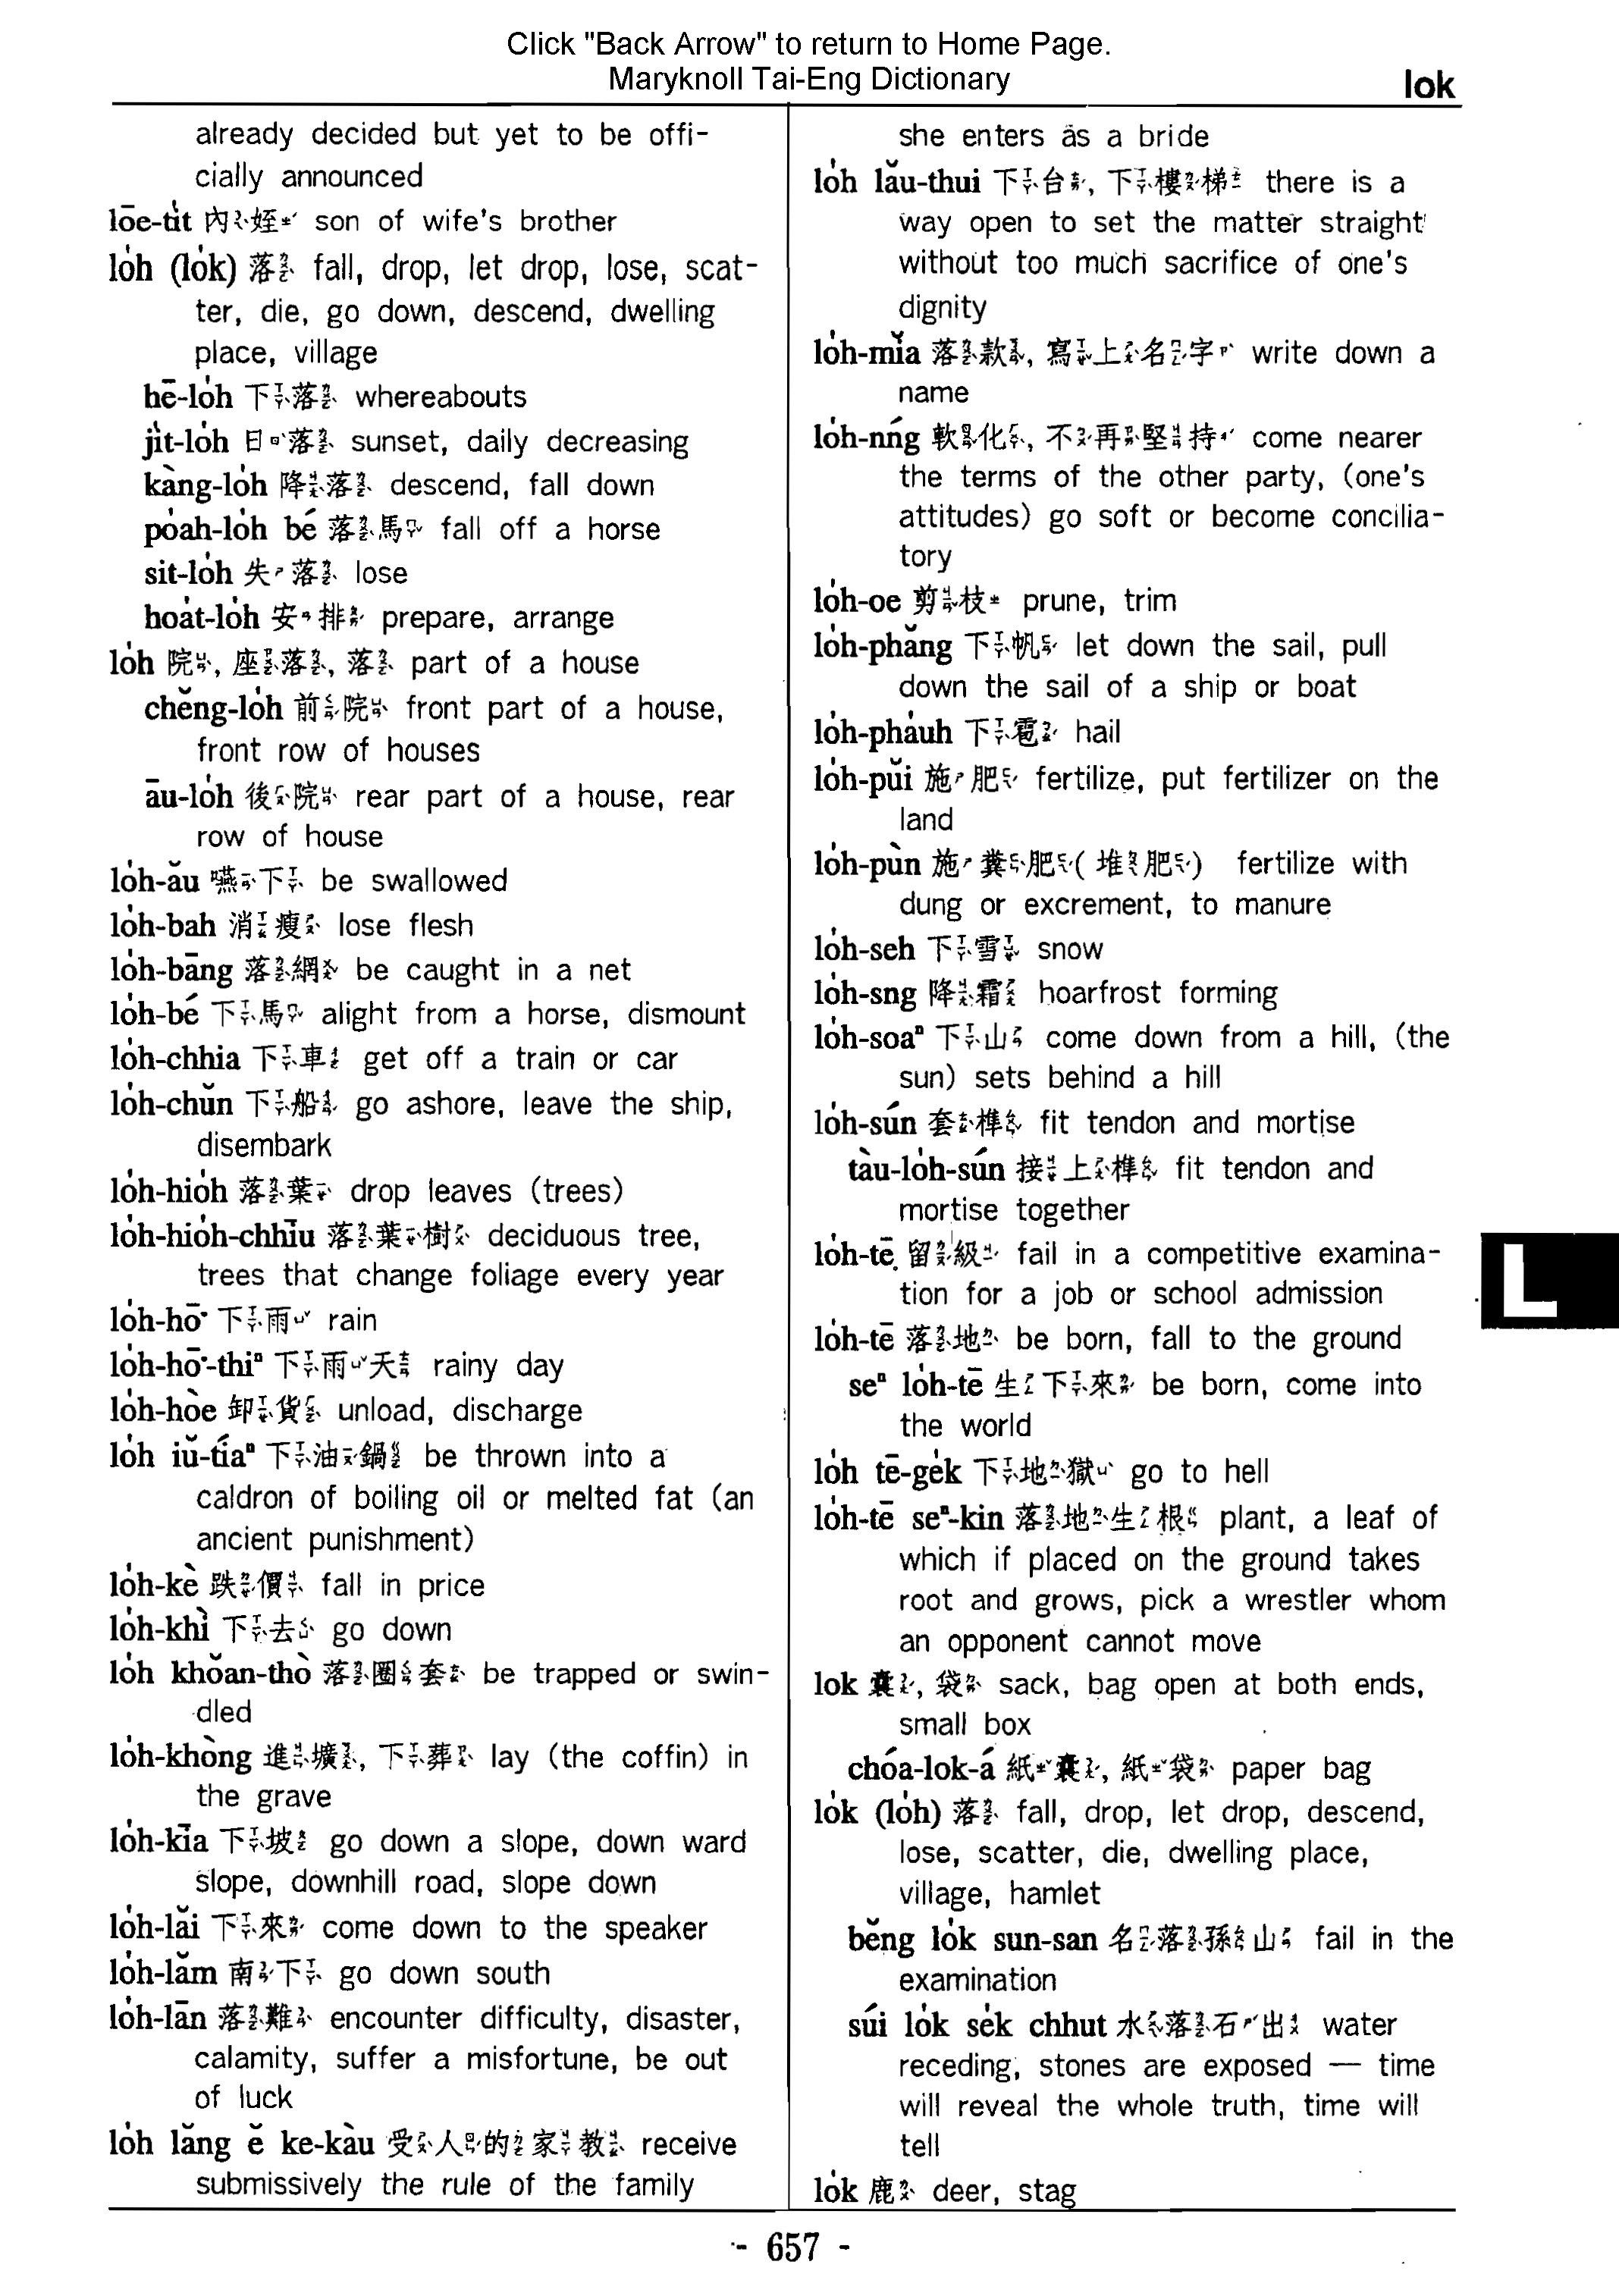 Click "Back Arrow" to return to Home Page.
Maryknoll Tai-Eng Dictionary
lok
already decided but yet to be offi-
cially announced
lōe-ti̍t 內姪 son of wife's brother
lo̍h (lo̍k) 落 fall, drop, let drop, lose, scat-
ter, die, go down, descend, dwelling
place, village
hē-lo̍h 下落 whereabouts
ji̍t-lo̍h 日落 sunset, daily decreasing
kàng-lo̍h 降落 descend, fall down
po̍ah-lo̍h bé 落馬 fall off a horse
sit-lo̍h 失落 lose
hoa̍t-lo̍h 安排 prepare, arrange
lo̍h 院, 座落, 落 part of a house
chĕng-lo̍h 前院 front part of a house,
front row of houses
āu-lo̍h 後院 rear part of a house, rear
row of house
lo̍h-ău 嚥下 be swallowed
lo̍h-bah 消瘦 lose flesh
lo̍h-bāng 落網 be caught in a net
lo̍h-bé 下馬 alight from a horse, dismount
lo̍h-chhia 下車 get off a train or car
lo̍h-chŭn 下船 go ashore, leave the ship,
disembark
lo̍h-hio̍h 落葉 drop leaves (trees)
lo̍h-hio̍h-chhīu 落葉樹 deciduous tree,
trees that change foliage every year
lo̍h-hō͘ 下雨 rain
lo̍h-hō͘-thiⁿ 下雨天 rainy day
lo̍h-hòe 卸貨 unload, discharge
lo̍h iŭ-tíaⁿ 下油鍋 be thrown into a
caldron of boiling oil or melted fat (an
ancient punishment)
lo̍h-kè 跌價 fall in price
lo̍h-khì 下去 go down
lo̍h khŏan-thò 落圈套 be trapped or swin-
dled
lo̍h-khòng 進壙, 下葬 lay (the coffin) in
the grave
lo̍h-kīa 下坡 go down a slope, down ward
slope, downhill road, slope down
lo̍h-lăi 下來 come down to the speaker
lo̍h-lăm 南下 go down south
lo̍h-lān 落難 encounter difficulty, disaster,
calamity, suffer a misfortune, be out
of luck
lo̍h lăng ĕ ke-kàu 受人的家教 receive
submissively the rule of the family
she enters as a bride
lo̍h lău-thui 下台, 下樓梯 there is a
way open to set the matter straight
without too much sacrifice of one's
dignity
lo̍h-mĭa 落款, 寫上名字 write down a
name
lo̍h-nńg 軟化, 不再堅持 come nearer
the terms of the other party, (one's
attitudes) go soft or become concilia-
tory
lo̍h-oe 剪枝 prune, trim
lo̍h-phăng 下帆 let down the sail, pull
down the sail of a ship or boat
lo̍h-pha̍uh 下雹 hail
lo̍h-pŭi 施肥 fertilize, put fertilizer on the
land
lo̍h-pùn 施糞肥(堆肥) fertilize with
dung or excrement, to manure
lo̍h-seh 下雪 snow
lo̍h-sng 降霜 hoarfrost forming
lo̍h-soaⁿ 下山 come down from a hill, (the
sun) sets behind a hill
lo̍h-sún 套榫 fit tendon and mortise
tàu-lo̍h-sún 接上榫 fit tendon and
mortise together
lo̍h-tē 留級 fail in a competitive examina-
tion for a job or school admission
lo̍h-tē 落地 be born, fall to the ground
seⁿ lo̍h-tē 生下來 be born, come into
the world
lo̍h tē-ge̍k 下地獄 go to hell
lo̍h-tē seⁿ-kin 落地生根 plant, a leaf of
which if placed on the ground takes
root and grows, pick a wrestler whom
an opponent cannot move
lok 囊, 袋 sack, bag open at both ends,
small box
chóa-lok-á 紙囊, 紙袋 paper bag
lo̍k (lo̍h) 落 fall, drop, let drop, descend,
lose, scatter, die, dwelling place,
village, hamlet
bĕng lo̍k sun-san 名落孫山 fail in the
examination
súi lo̍k se̍k chhut 水落石出 water
receding, stones are exposed — time
will reveal the whole truth, time will
tell
lo̍k 鹿 deer, stag
L
- 657 -